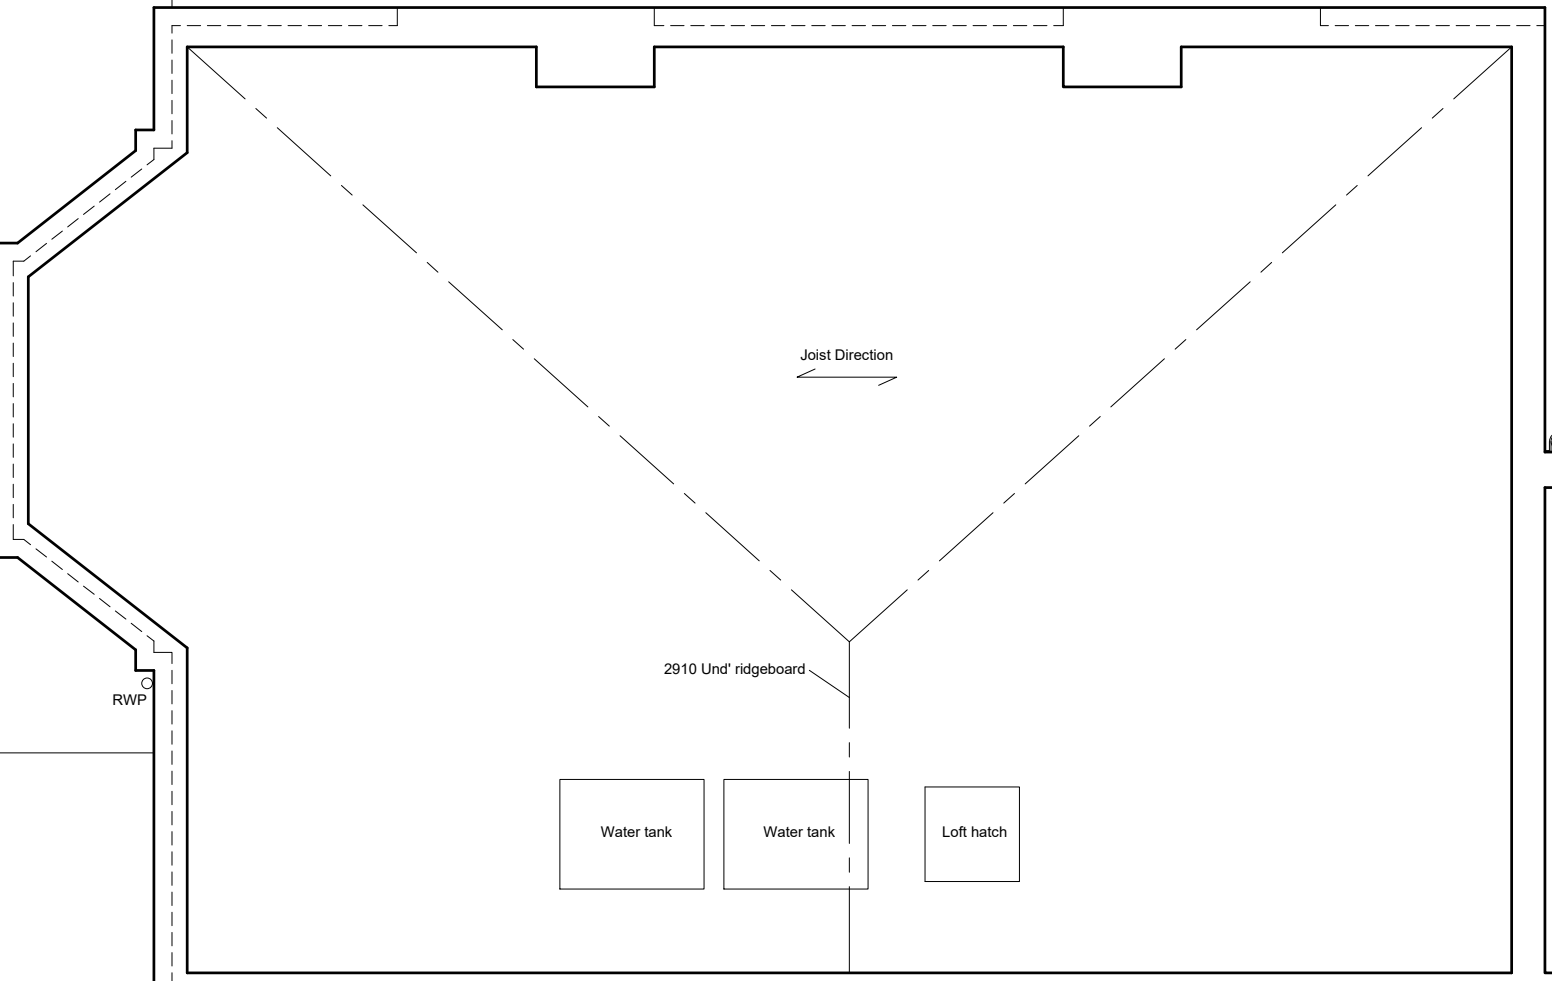 Joist Direction
2910 Und' ridgeboard
RWP
Water tank
Water tank
Loft hatch